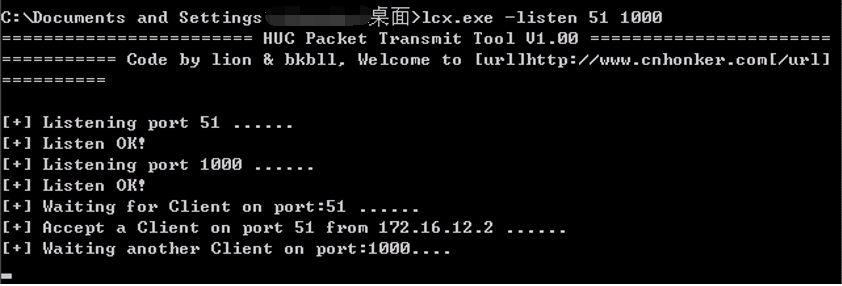 C:\Documents and Settings\桌面>lcx.exe -listen 51 1000
======================== HUC Packet Transmit Tool V1.00 ========================
=========== Code by lion & bkbll, Welcome to [url]http://www.cnhonker.com[/url]
==========
[+] Listening port 51 ......
[+] Listen OK!
[+] Listening port 1000 ......
[+] Listen OK!
[+] Waiting for Client on port:51 ......
[+] Accept a Client on port 51 from 172.16.12.2 ......
[+] Waiting another Client on port:1000....